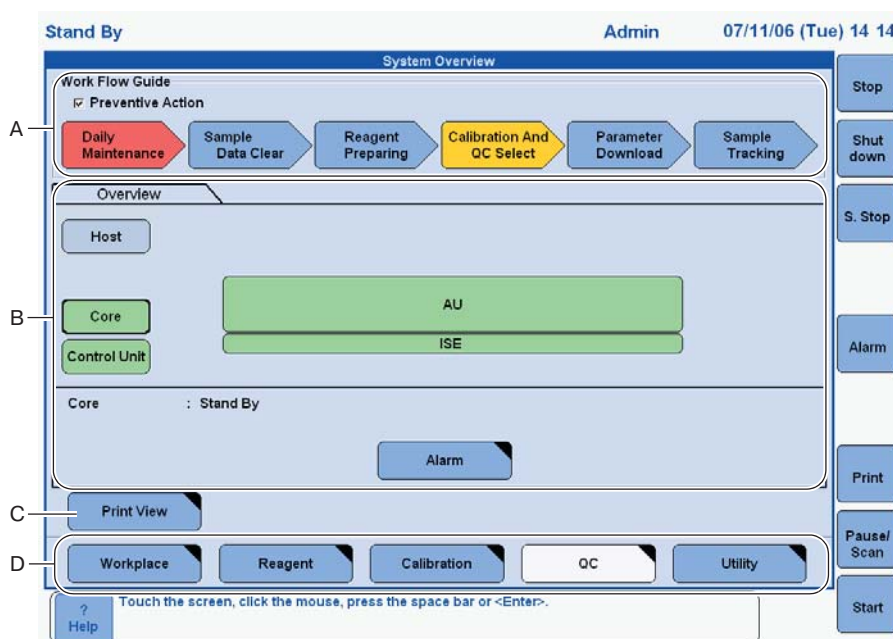 Stand By Admin 07/11/06 (Tue) 14 14
System Overview
Work Flow Guide
Preventive Action
A
Daily Maintenance
Sample Data Clear
Reagent Preparing
Calibration And QC Select
Parameter Download
Sample Tracking
Stop
Shut down
S. Stop
Alarm
Print
Pause/ Scan
Start
B
Overview
Host
Core
Control Unit
AU
ISE
Core : Stand By
Alarm
C
Print View
D
Workplace
Reagent
Calibration
QC
Utility
? Help
Touch the screen, click the mouse, press the space bar or <Enter>.